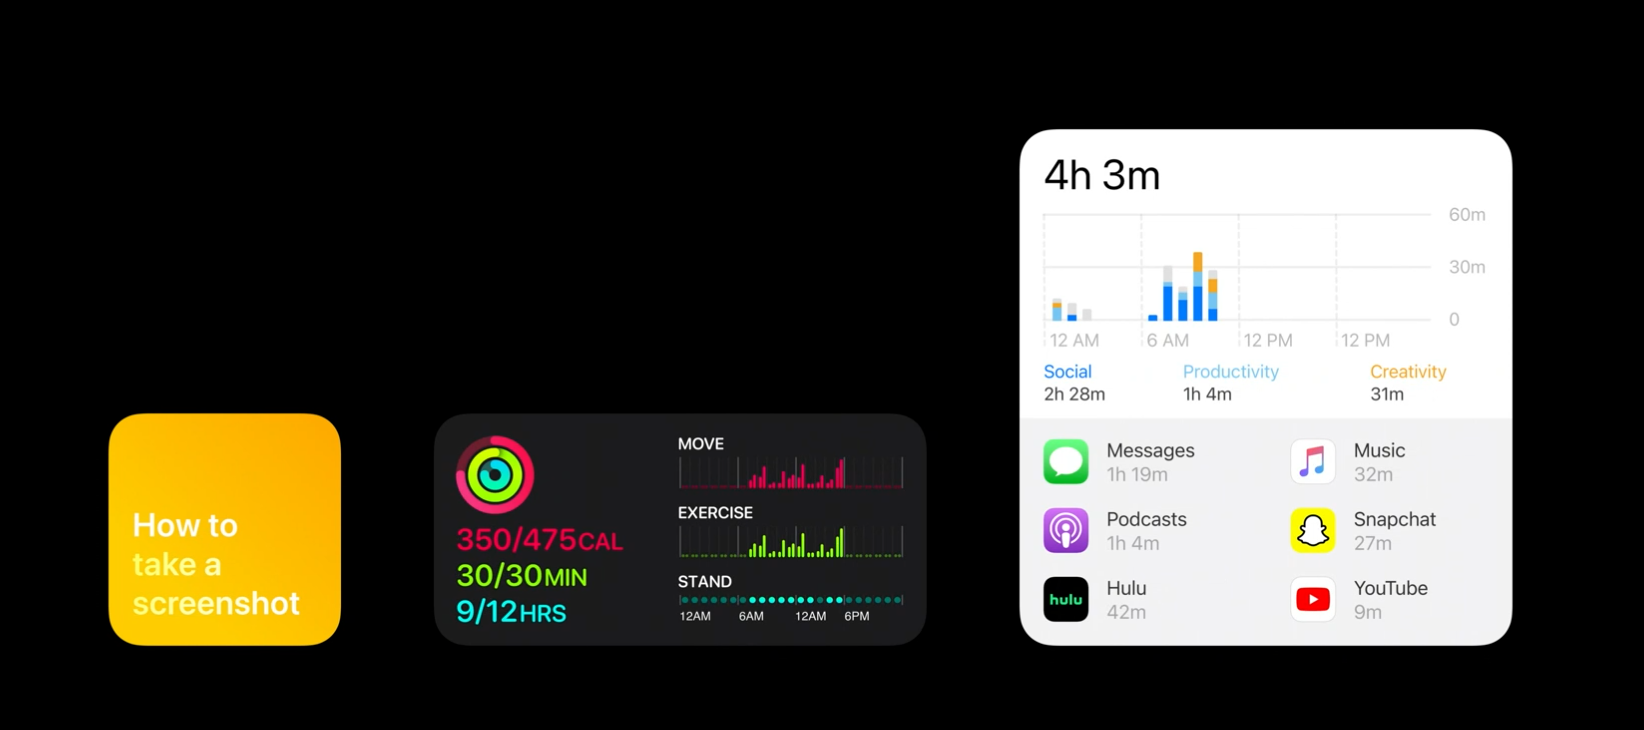 How to
take a
screenshot
350/475CAL
30/30MIN
9/12HRS
MOVE
EXERCISE
STAND
12AM 6AM 12AM 6PM
4h 3m
60m
30m
0
12 AM 6 AM 12 PM 12 PM
Social Productivity Creativity
2h 28m 1h 4m 31m
Messages Music
1h 19m 32m
Podcasts Snapchat
1h 4m 27m
hulu Hulu YouTube
42m 9m